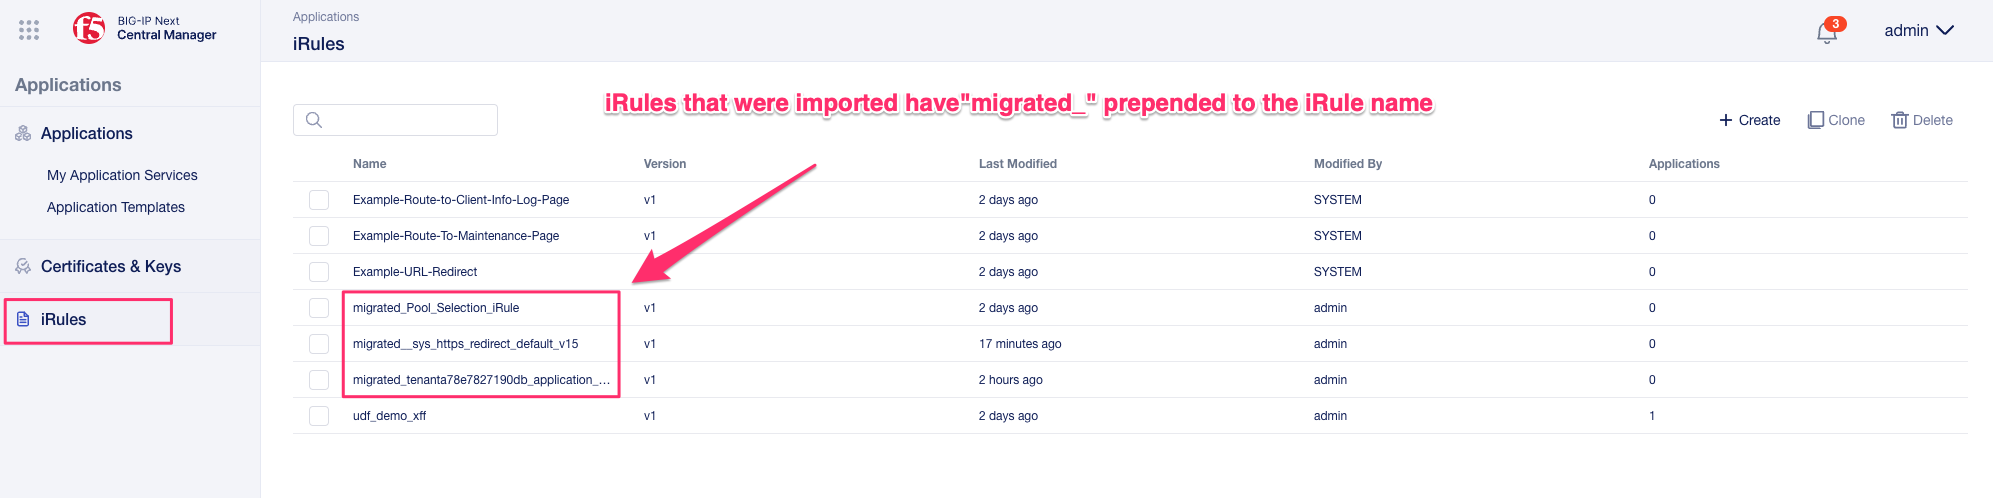 f5 BIG-IP Next
Central Manager
Applications
iRules
3
admin
Applications
Applications
My Application Services
Application Templates
Certificates & Keys
iRules
iRules that were imported have"migrated_" prepended to the iRule name
Create Clone Delete
Name Version Last Modified Modified By Applications
Example-Route-to-Client-Info-Log-Page v1 2 days ago SYSTEM 0
Example-Route-To-Maintenance-Page v1 2 days ago SYSTEM 0
Example-URL-Redirect v1 2 days ago SYSTEM 0
migrated_Pool_Selection_iRule v1 2 days ago admin 0
migrated__sys_https_redirect_default_v15 v1 17 minutes ago admin 0
migrated_tenanta78e7827190db_application_... v1 2 hours ago admin 0
udf_demo_xff v1 2 days ago admin 1